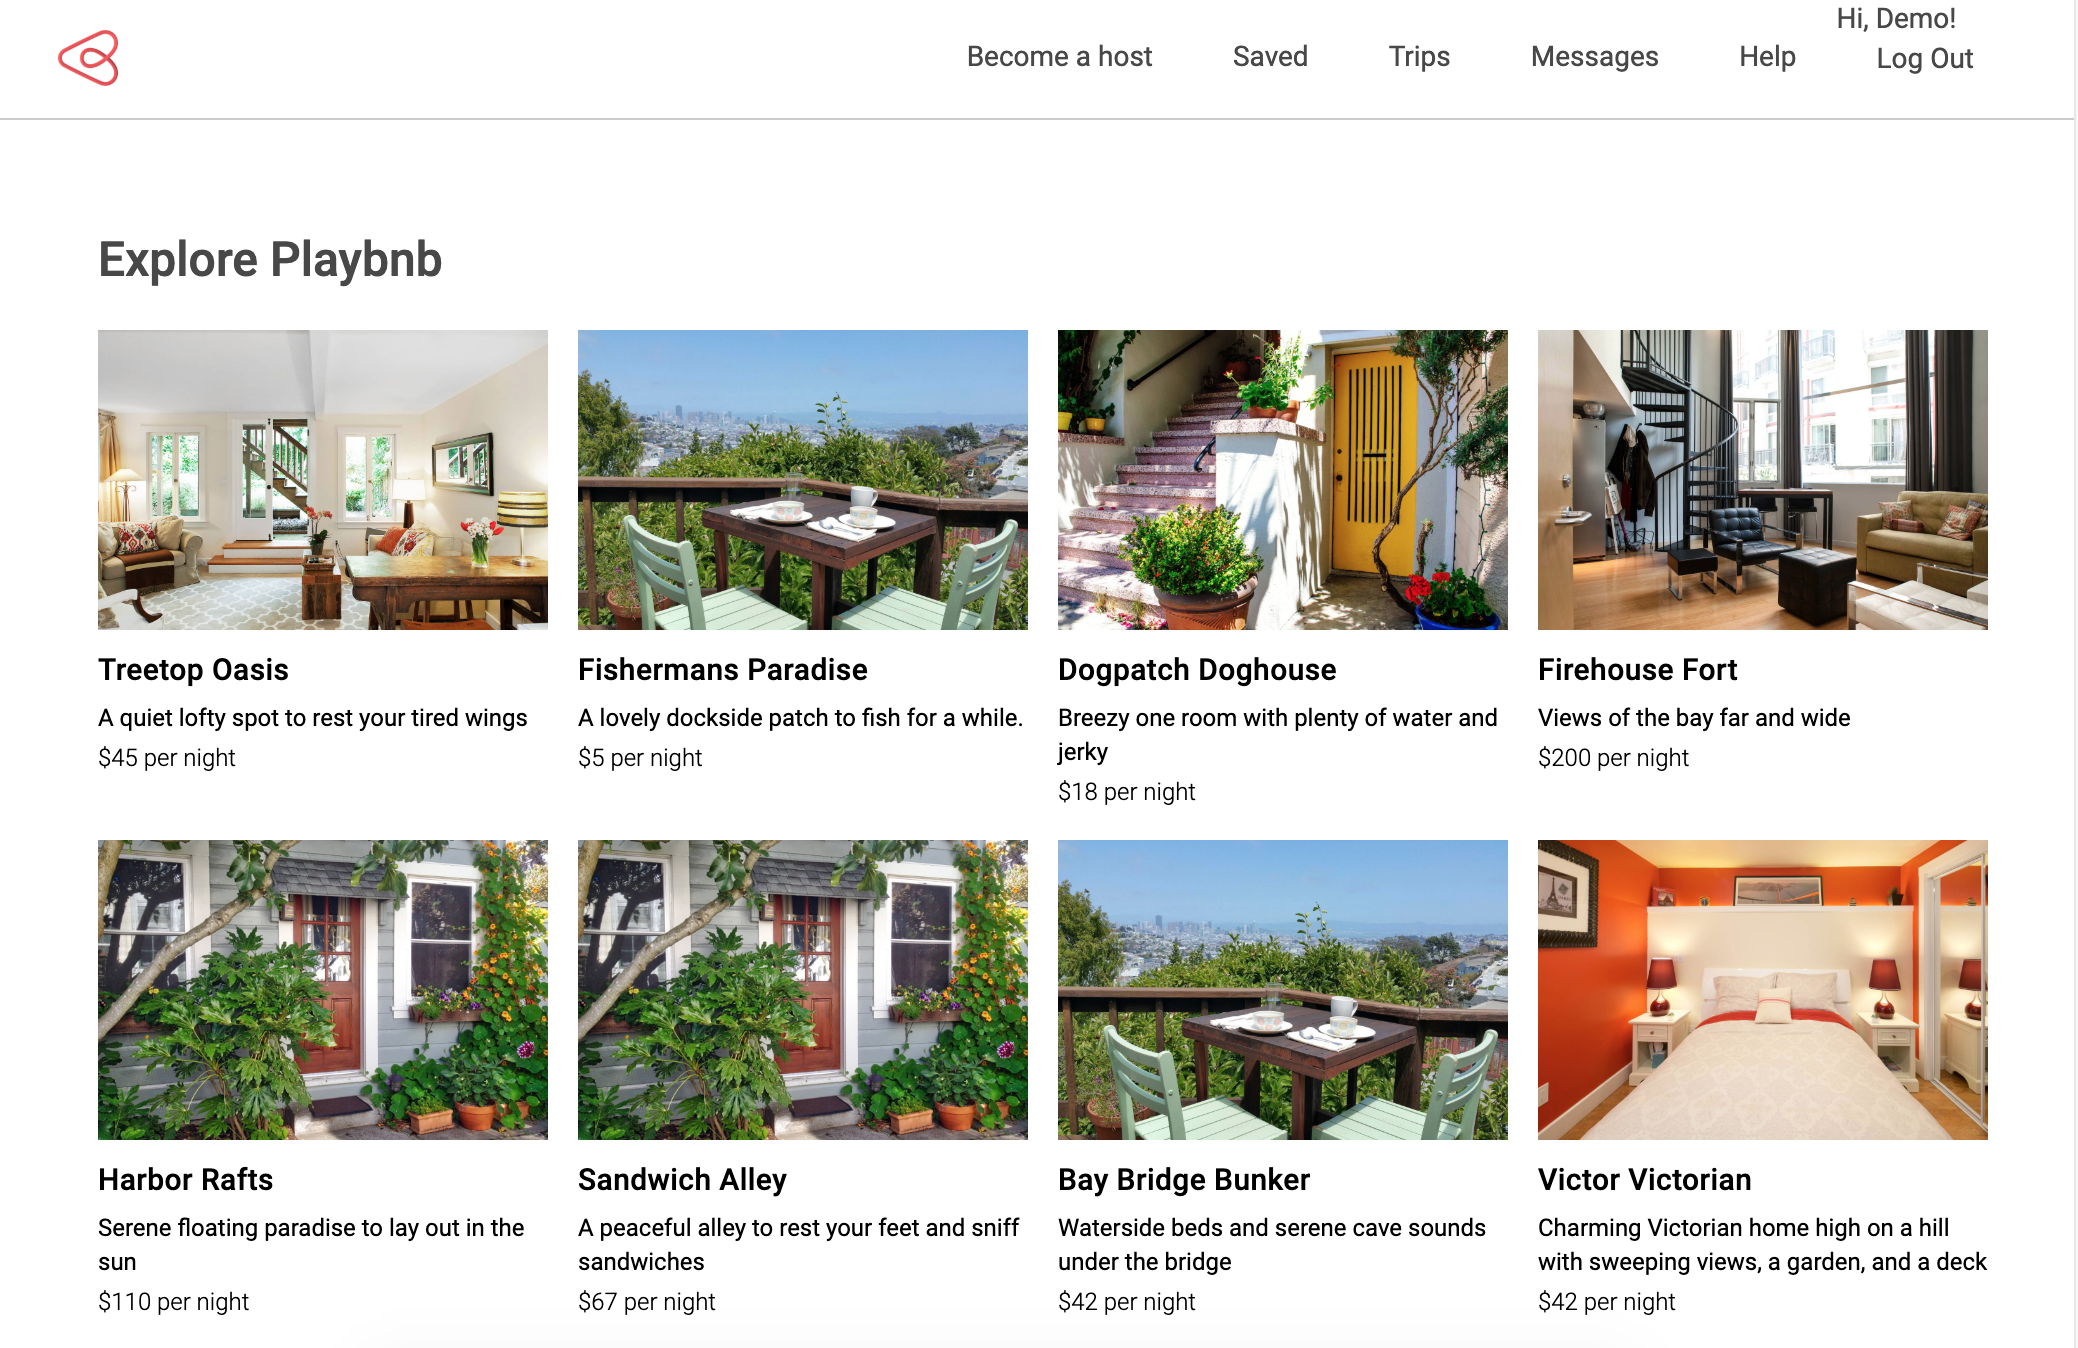 Hi, Demo!
Become a host
Saved
Trips
Messages
Help
Log Out
Explore Playbnb
Treetop Oasis
A quiet lofty spot to rest your tired wings
$45 per night
Fishermans Paradise
A lovely dockside patch to fish for a while.
$5 per night
Dogpatch Doghouse
Breezy one room with plenty of water and
jerky
$18 per night
Firehouse Fort
Views of the bay far and wide
$200 per night
Harbor Rafts
Serene floating paradise to lay out in the
sun
$110 per night
Sandwich Alley
A peaceful alley to rest your feet and sniff
sandwiches
$67 per night
Bay Bridge Bunker
Waterside beds and serene cave sounds
under the bridge
$42 per night
Victor Victorian
Charming Victorian home high on a hill
with sweeping views, a garden, and a deck
$42 per night